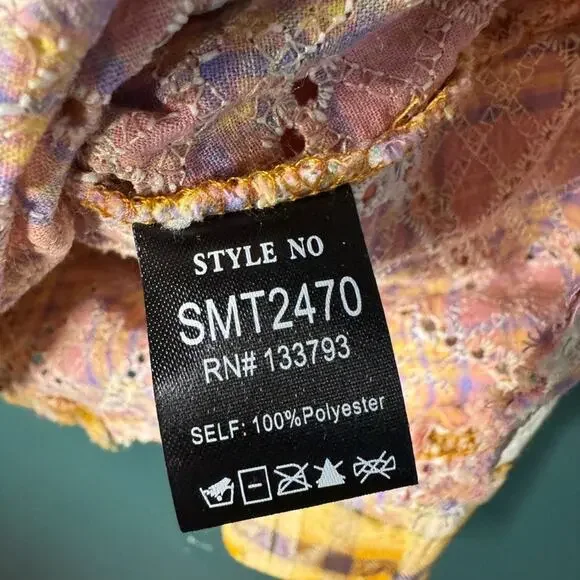 STYLE NO
SMT2470
RN# 133793
SELF: 100%Polyester